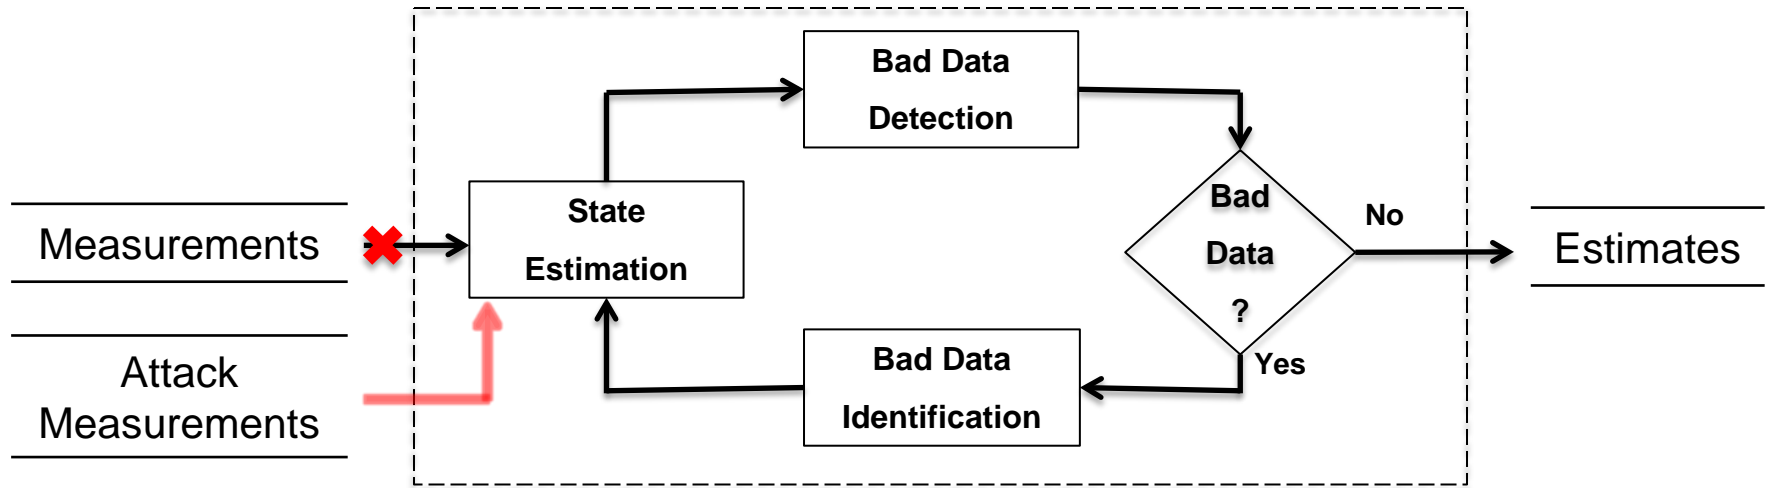 Measurements
Attack
Measurements
State
Estimation
Bad Data
Detection
Bad
Data
?
No
Yes
Bad Data
Identification
Estimates